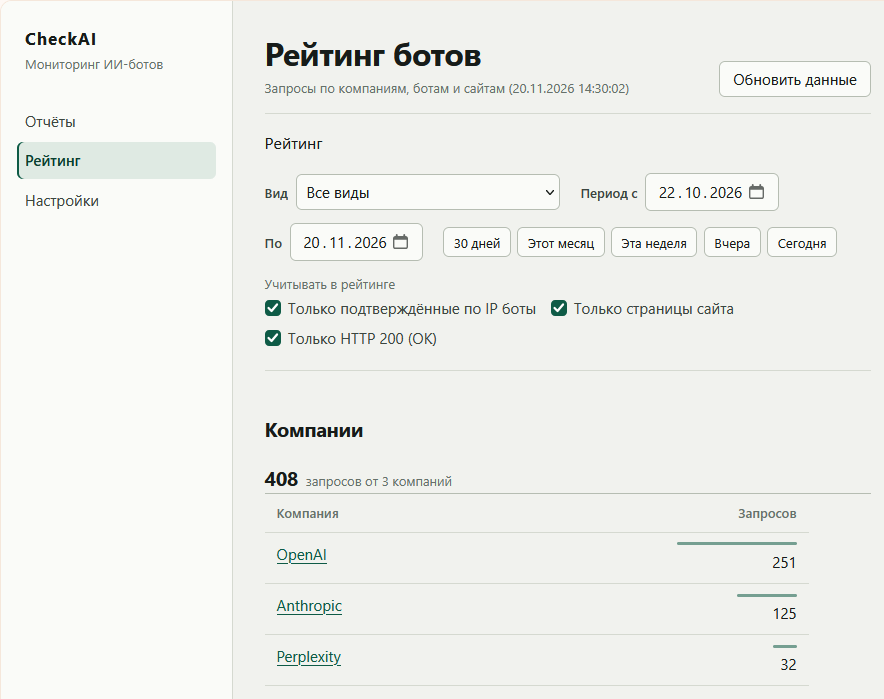 CheckAI
Мониторинг ИИ-ботов
Отчёты
Рейтинг
Настройки
Рейтинг ботов
Запросы по компаниям, ботам и сайтам (20.11.2026 14:30:02)
Обновить данные
Рейтинг
Вид Все виды Период с 22.10.2026
По 20.11.2026 30 дней Этот месяц Эта неделя Вчера Сегодня
Учитывать в рейтинге
Только подтверждённые по IP боты Только страницы сайта
Только HTTP 200 (OK)
Компании
408 запросов от 3 компаний
Компания Запросов
OpenAI 251
Anthropic 125
Perplexity 32